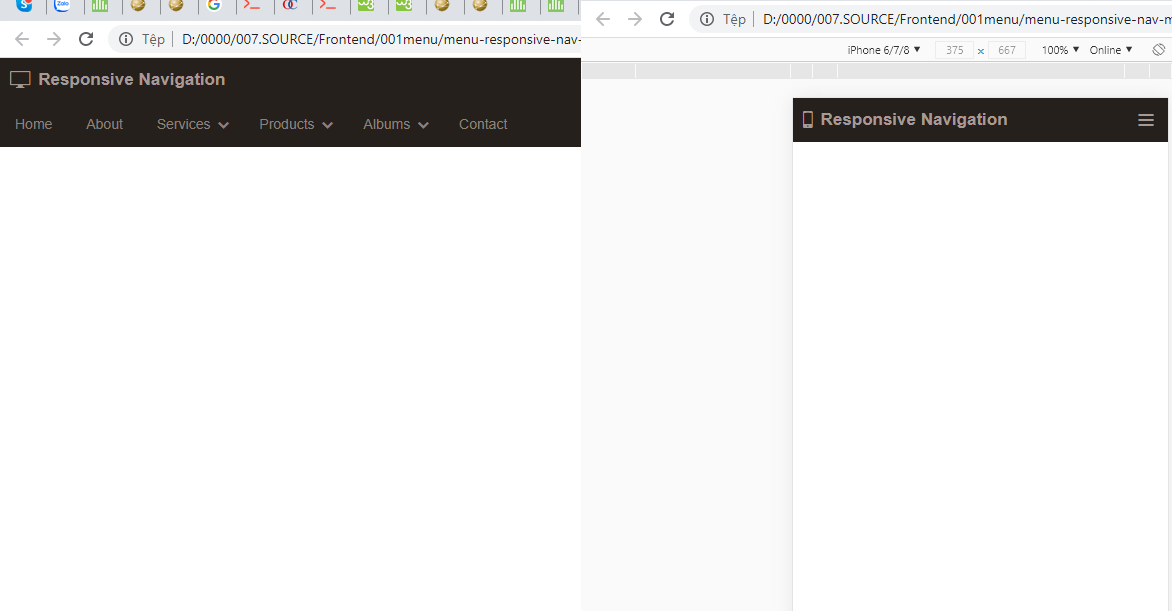 Zalo
Tệp | D:/0000/007.SOURCE/Frontend/001menu/menu-responsive-nav-
Responsive Navigation
Home About Services Products Albums Contact
Tệp | D:/0000/007.SOURCE/Frontend/001menu/menu-responsive-nav-m
iPhone 6/7/8 ▼ 375 x 667 100% ▼ Online ▼
Responsive Navigation